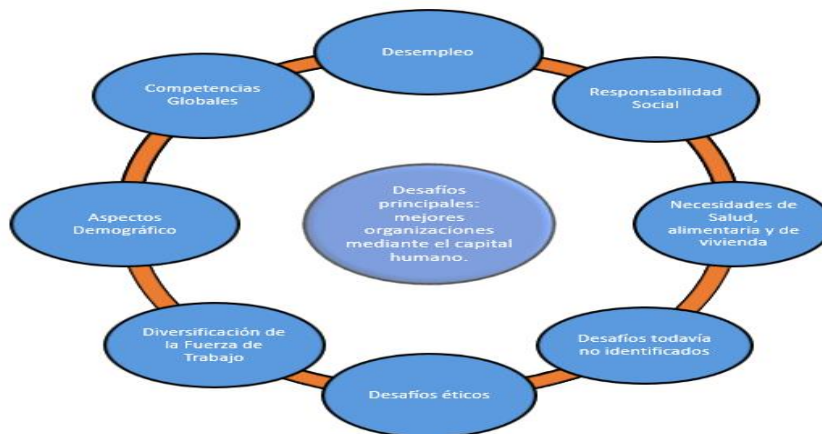 Desempleo
Responsabilidad
Social
Necesidades de
Salud,
alimentaria y de
vivienda
Desafíos todavía
no identificados
Desafíos éticos
Diversificación de
la Fuerza de
Trabajo
Aspectos
Demográfico
Competencias
Globales
Desafíos
principales:
mejores
organizaciones
mediante el capital
humano.